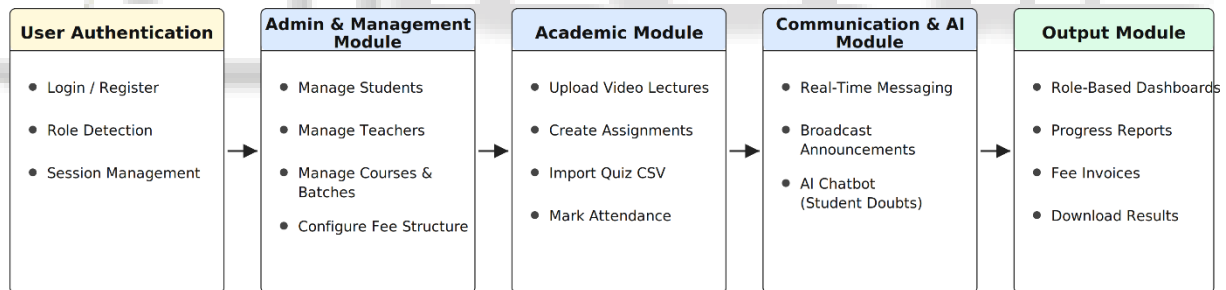 User Authentication
Login / Register
Role Detection
Session Management
Admin & Management
Module
Manage Students
Manage Teachers
Manage Courses &
Batches
Configure Fee Structure
Academic Module
Upload Video Lectures
Create Assignments
Import Quiz CSV
Mark Attendance
Communication & AI
Module
Real-Time Messaging
Broadcast
Announcements
AI Chatbot
(Student Doubts)
Output Module
Role-Based Dashboards
Progress Reports
Fee Invoices
Download Results